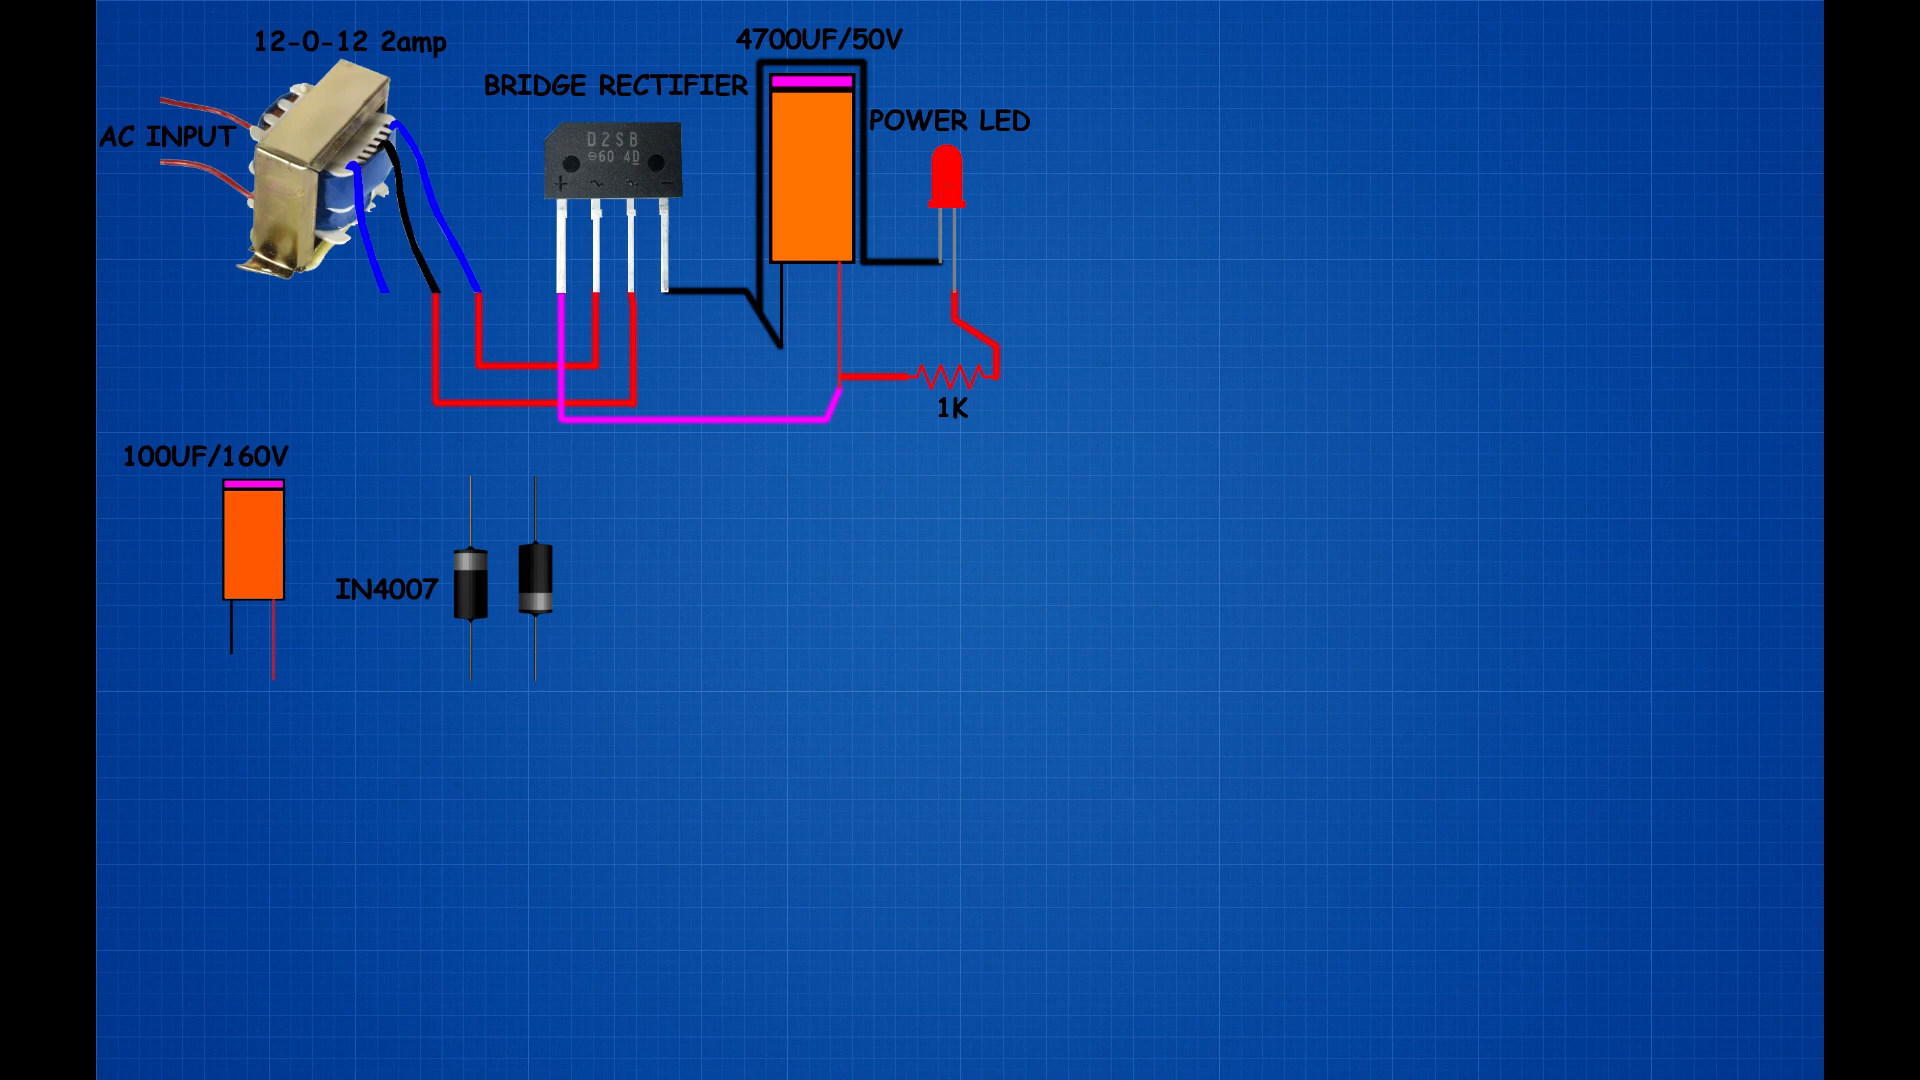 12-0-12 2amp
4700UF/50V
BRIDGE RECTIFIER
POWER LED
AC INPUT
D2SB
60 4D
+ ~ ~ -
1K
100UF/160V
IN4007